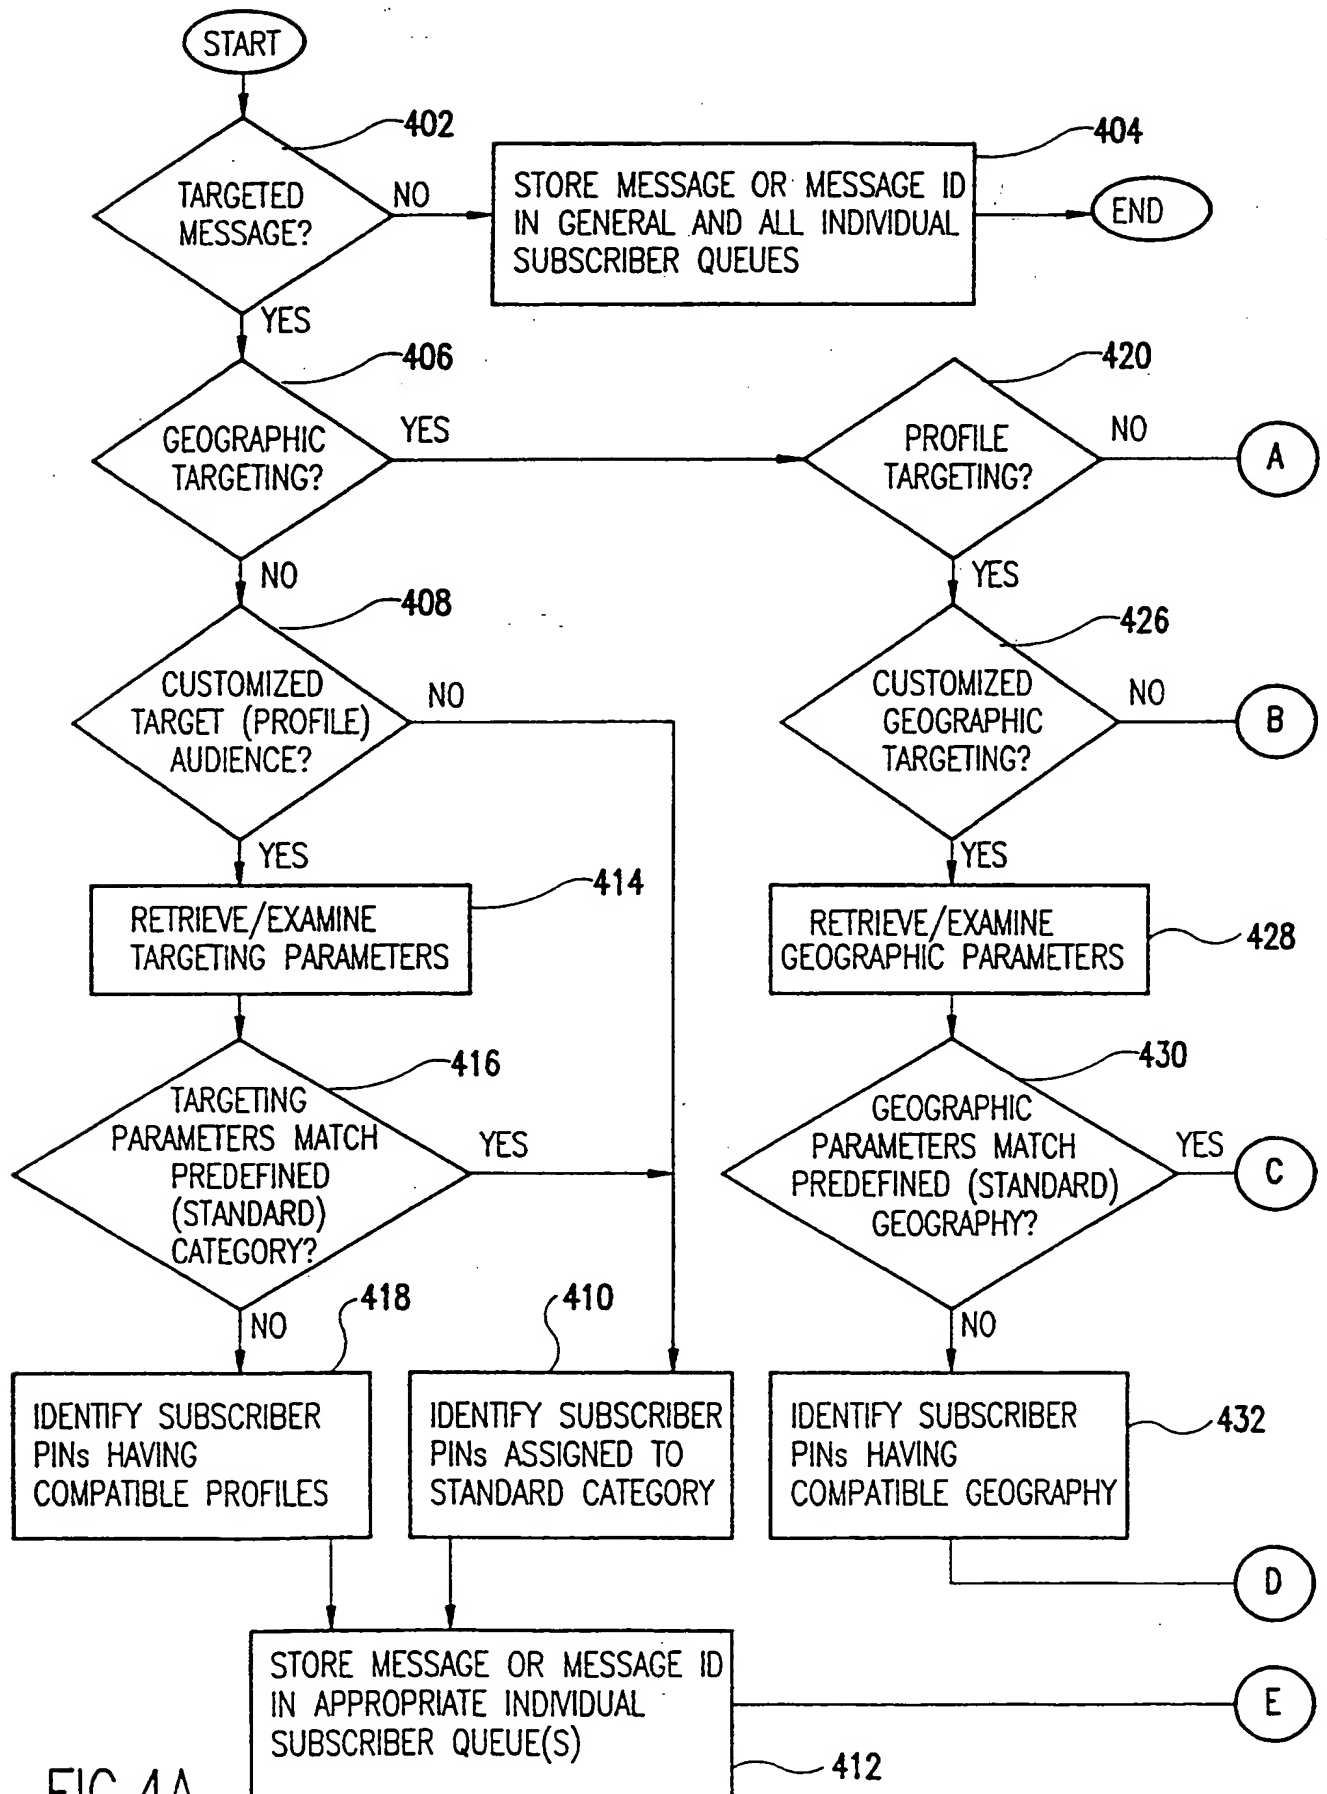 START
402
TARGETED
MESSAGE?
NO
STORE MESSAGE OR MESSAGE ID
IN GENERAL AND ALL INDIVIDUAL
SUBSCRIBER QUEUES
404
END
YES
406
GEOGRAPHIC
TARGETING?
YES
420
PROFILE
TARGETING?
NO
A
NO
YES
408
CUSTOMIZED
TARGET (PROFILE)
AUDIENCE?
NO
426
CUSTOMIZED
GEOGRAPHIC
TARGETING?
NO
B
YES
YES
414
RETRIEVE/EXAMINE
TARGETING PARAMETERS
RETRIEVE/EXAMINE
GEOGRAPHIC PARAMETERS
428
416
TARGETING
PARAMETERS MATCH
PREDEFINED
(STANDARD)
CATEGORY?
YES
430
GEOGRAPHIC
PARAMETERS MATCH
PREDEFINED (STANDARD)
GEOGRAPHY?
YES
C
NO
418
410
NO
IDENTIFY SUBSCRIBER
PINs HAVING
COMPATIBLE PROFILES
IDENTIFY SUBSCRIBER
PINs ASSIGNED TO
STANDARD CATEGORY
IDENTIFY SUBSCRIBER
PINs HAVING
COMPATIBLE GEOGRAPHY
432
D
STORE MESSAGE OR MESSAGE ID
IN APPROPRIATE INDIVIDUAL
SUBSCRIBER QUEUE(S)
E
412
FIG. 4A